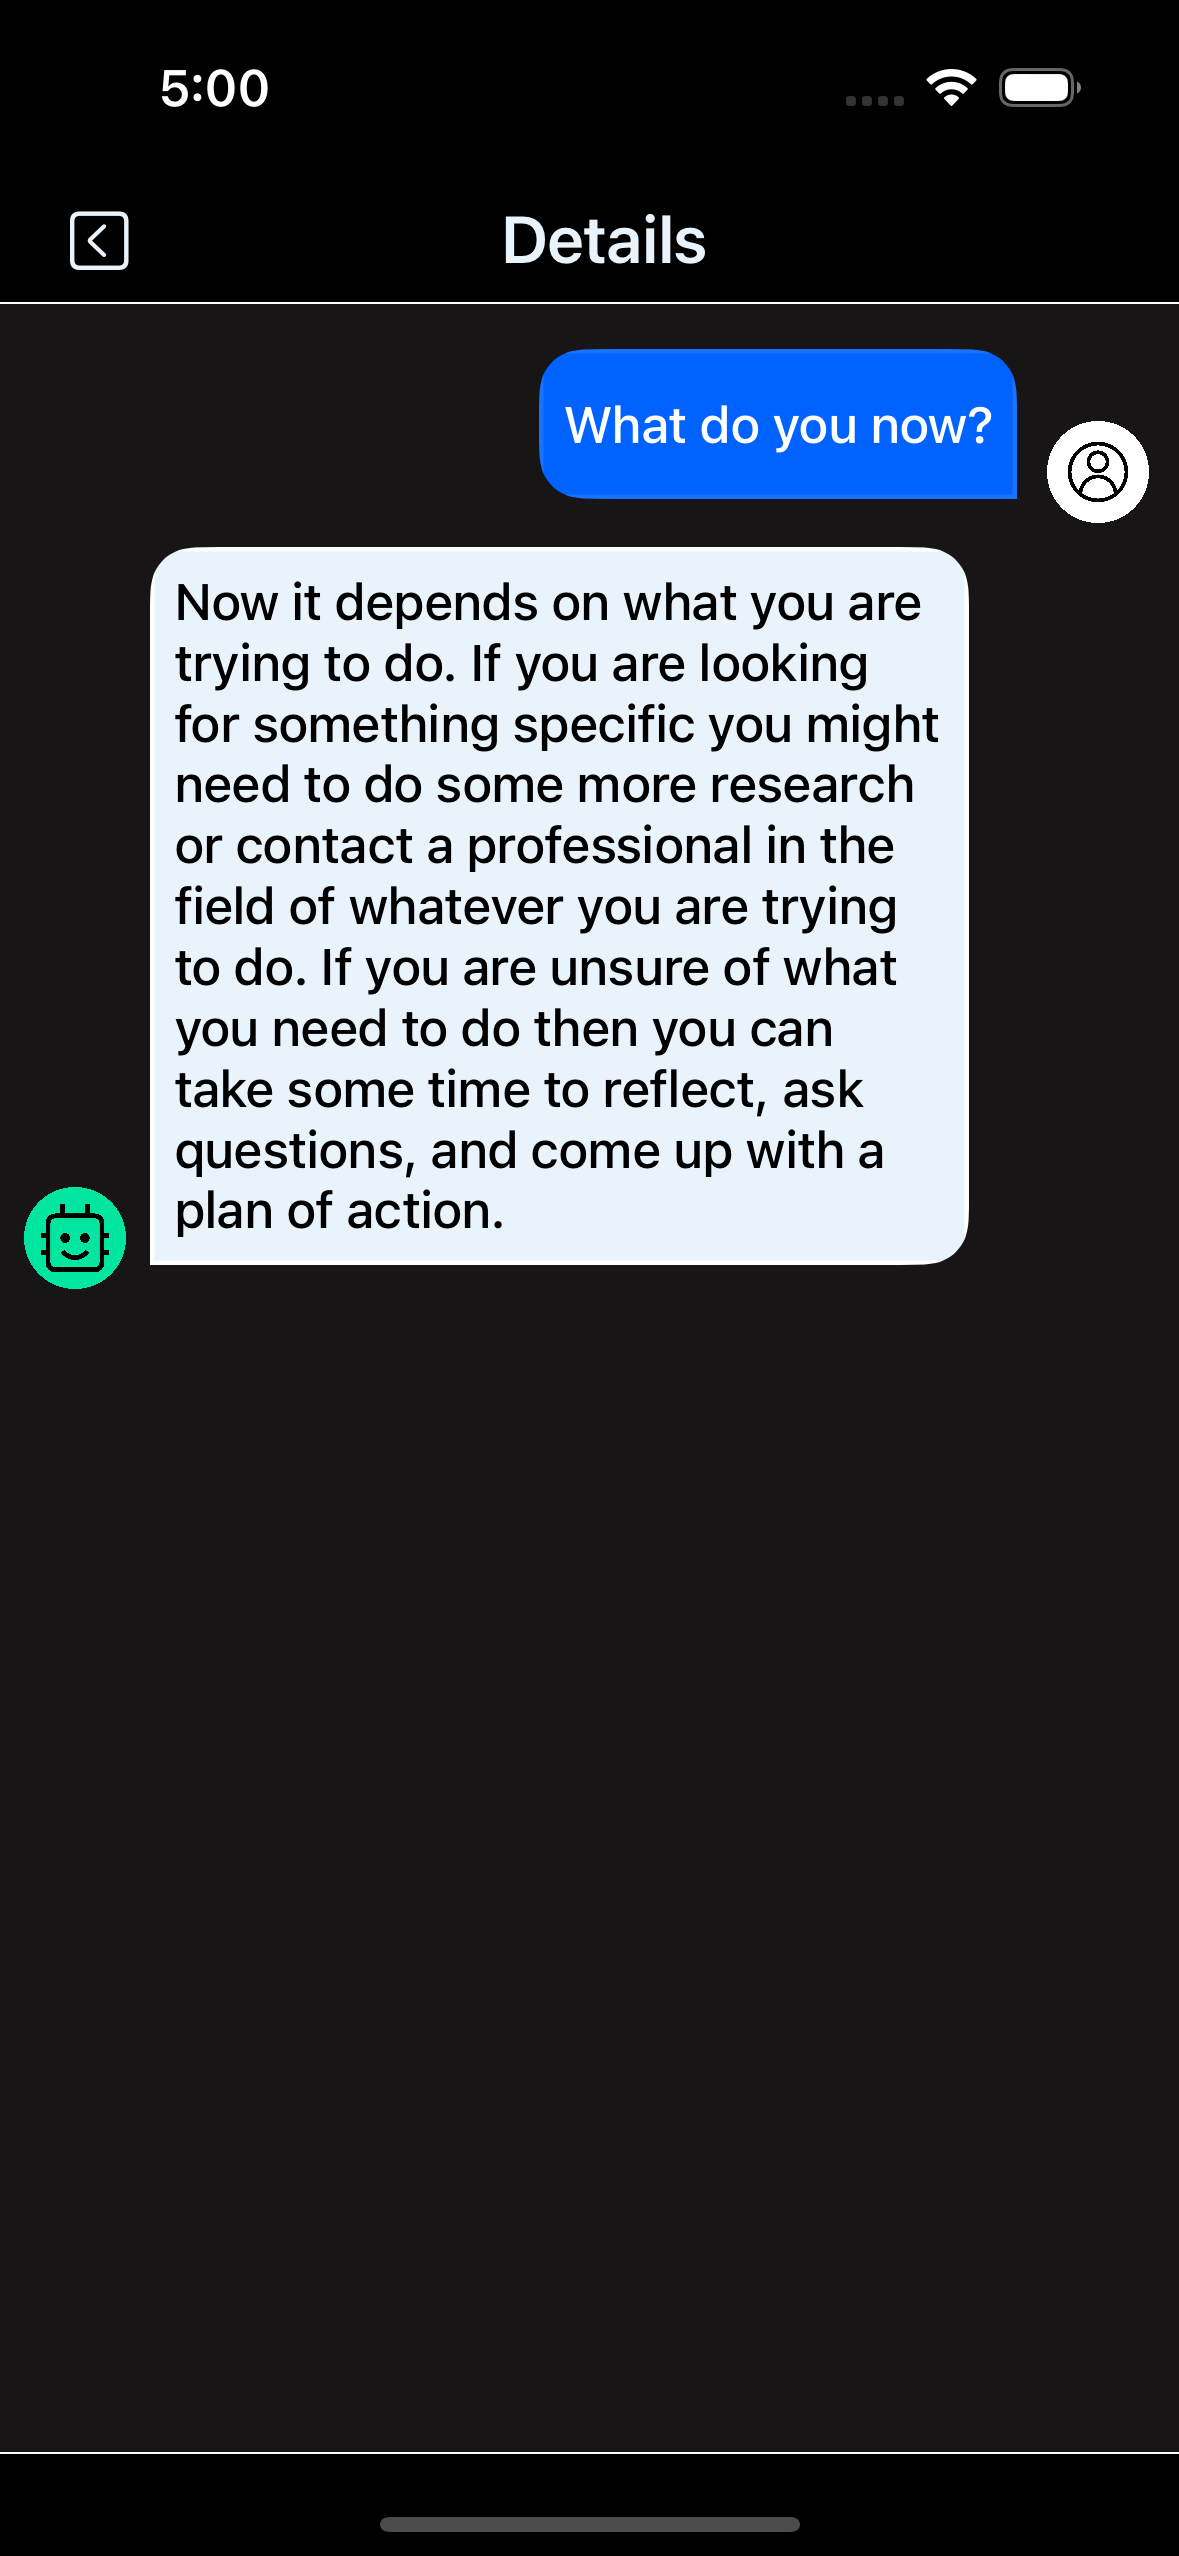 5:00
Details
What do you now?
Now it depends on what you are
trying to do. If you are looking
for something specific you might
need to do some more research
or contact a professional in the
field of whatever you are trying
to do. If you are unsure of what
you need to do then you can
take some time to reflect, ask
questions, and come up with a
plan of action.